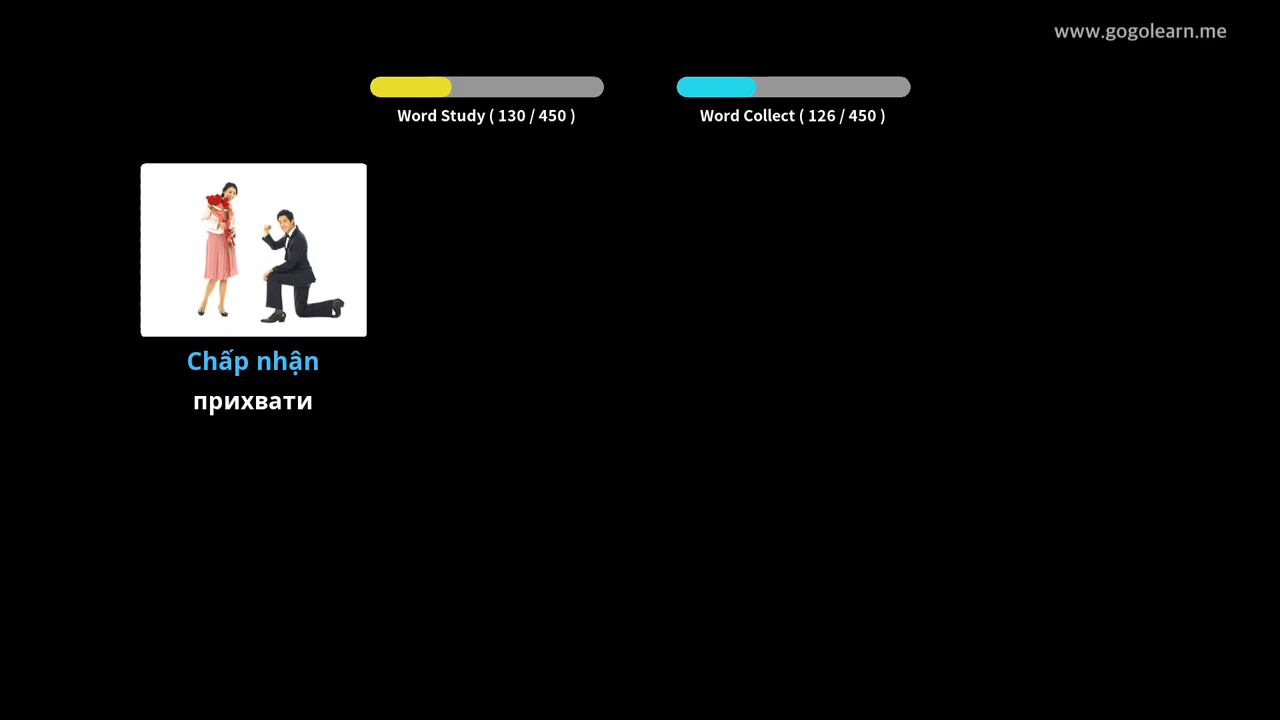 www.gogolearn.me
Word Study ( 130 / 450 )
Word Collect ( 126 / 450 )
Chấp nhận
прихвати